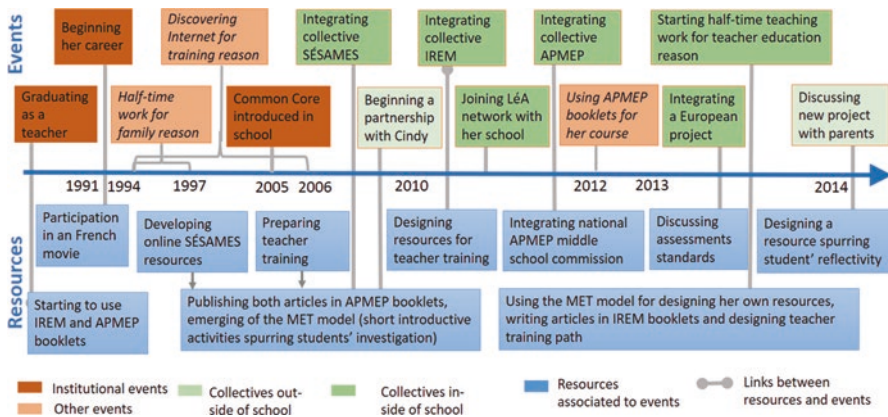 Events
Beginning
her career
Discovering
Internet for
training reason
Integrating
collective
SÉSAMES
Integrating
collective
IREM
Integrating
collective
APMEP
Starting half-time teaching
work for teacher education
reason
Graduating
as a
teacher
Half-time
work for
family reason
Common Core
introduced in
school
Beginning a
partnership
with Cindy
Joining LéA
network with
her school
Using APMEP
booklets for
her course
Integrating
a European
project
Discussing
new project
with parents
1991 1994 1997 2005 2006 2010 2012 2013 2014
Resources
Participation
in an French
movie
Developing
online SÉSAMES
resources
Preparing
teacher
training
Designing
resources for
teacher training
Integrating national
APMEP middle
school commission
Discussing
assessments
standards
Designing a
resource spurring
student' reflectivity
Starting to use
IREM and APMEP
booklets
Publishing both articles in APMEP booklets,
emerging of the MET model (short introductive
activities spurring students' investigation)
Using the MET model for designing her own resources,
writing articles in IREM booklets and designing teacher
training path
Institutional events
Other events
Collectives out-
side of school
Collectives in-
side of school
Resources
associated to events
Links between
resources and events